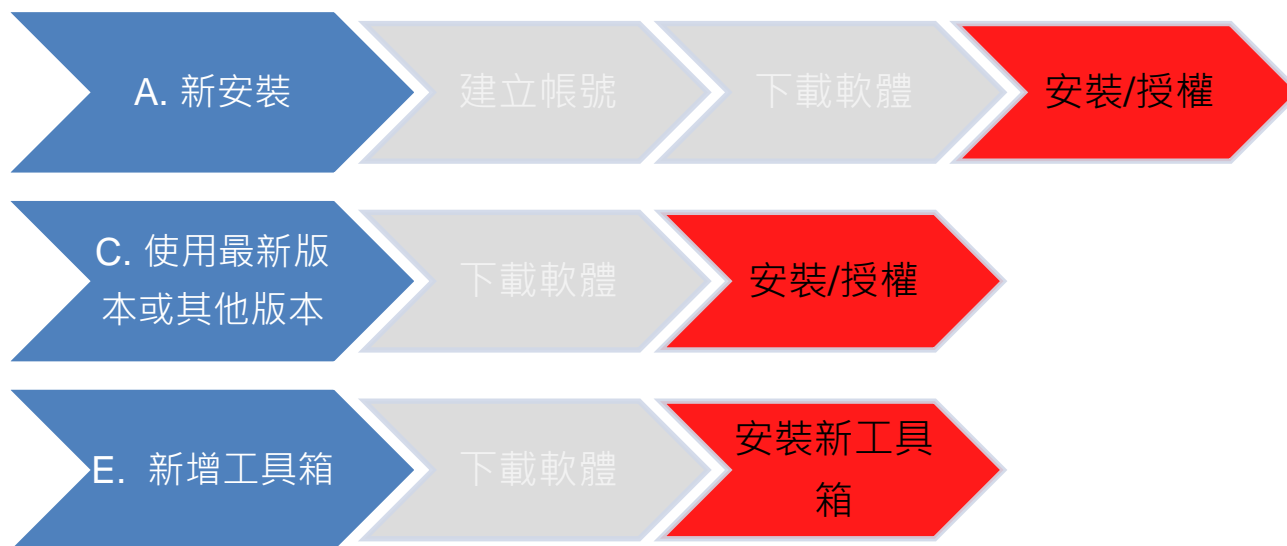 A. 新安裝
建立帳號
下載軟體
安裝/授權
C. 使用最新版
本或其他版本
下載軟體
安裝/授權
E. 新增工具箱
下載軟體
安裝新工具
箱